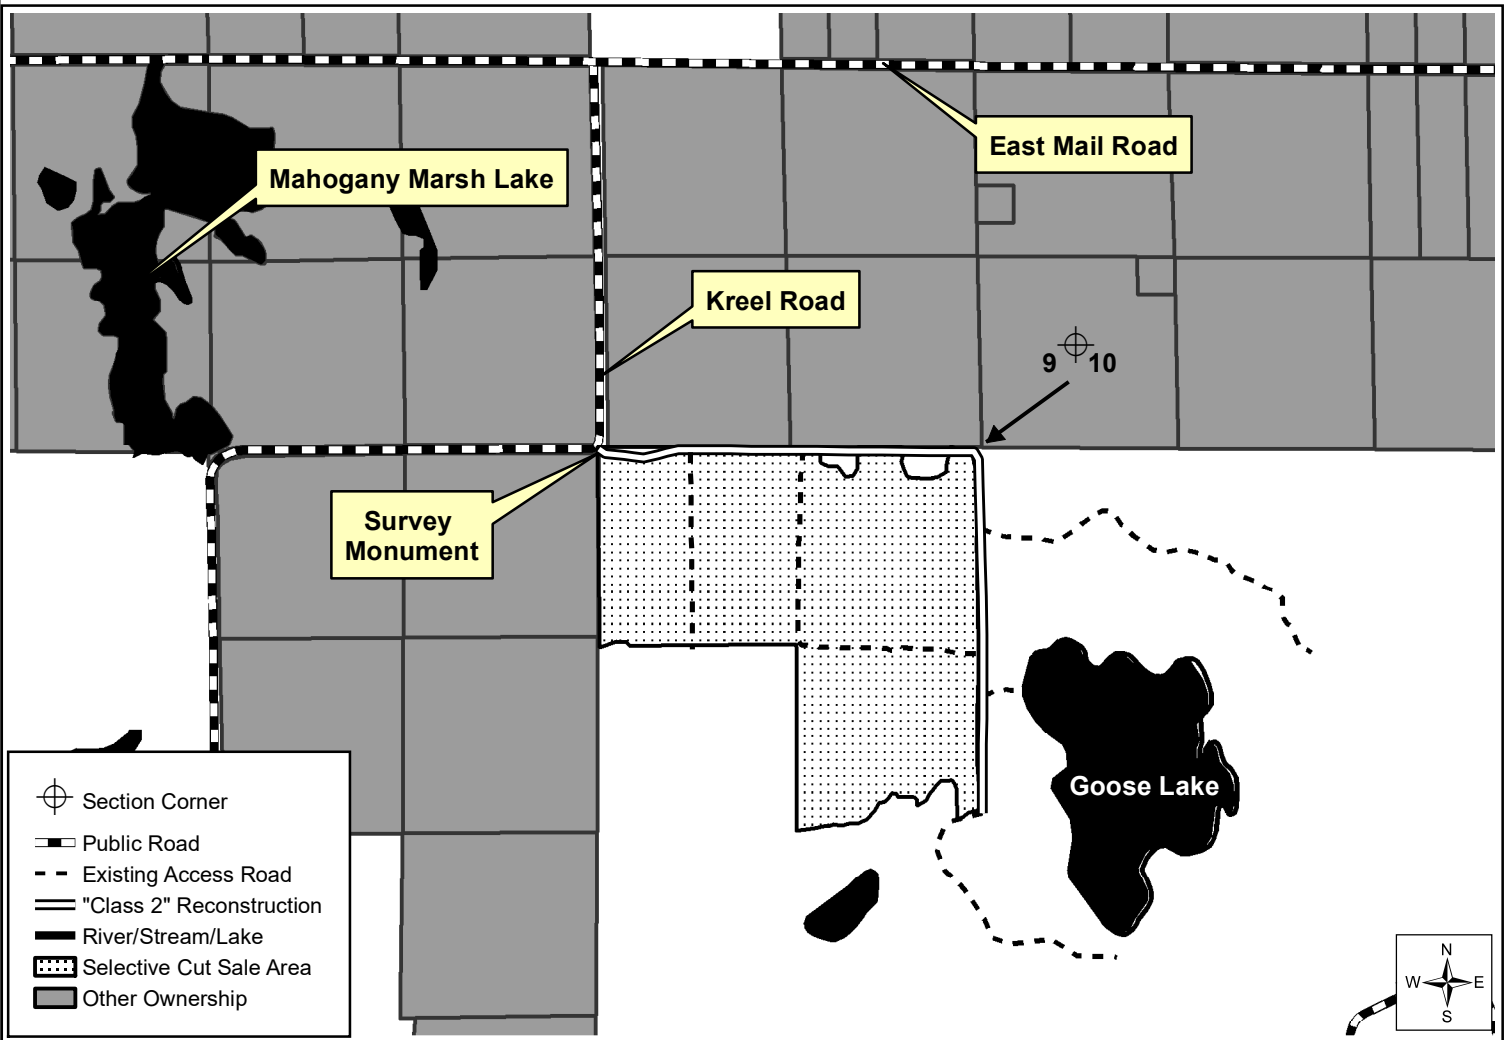 East Mail Road
Mahogany Marsh Lake
Kreel Road
9 10
Survey
Monument
Goose Lake
Section Corner
Public Road
Existing Access Road
"Class 2" Reconstruction
River/Stream/Lake
Selective Cut Sale Area
Other Ownership
N
W E
S